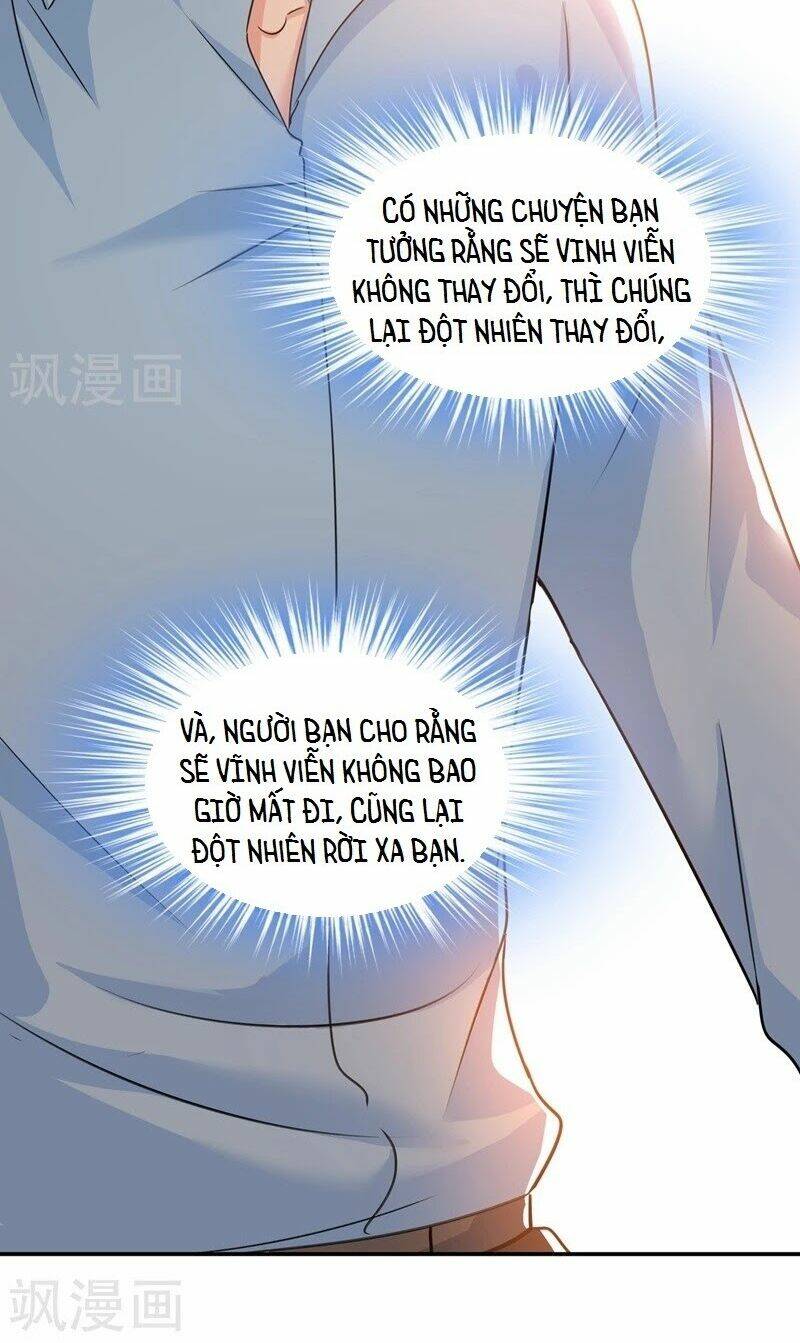 CÓ NHỮNG CHUYỆN BẠN
TƯỞNG RẰNG SẼ VINH VIỄN
KHÔNG THAY ĐỔI, THÌ CHÚNG
LẠI ĐỘT NHIÊN THAY ĐỔI,
飒漫画
VÀ, NGƯỜI BẠN CHO RẰNG
SẼ VĨNH VIỄN KHÔNG BAO
GIỜ MẤT ĐI, CŨNG LẠI
ĐỘT NHIÊN RỜI XA BẠN.
飒漫画